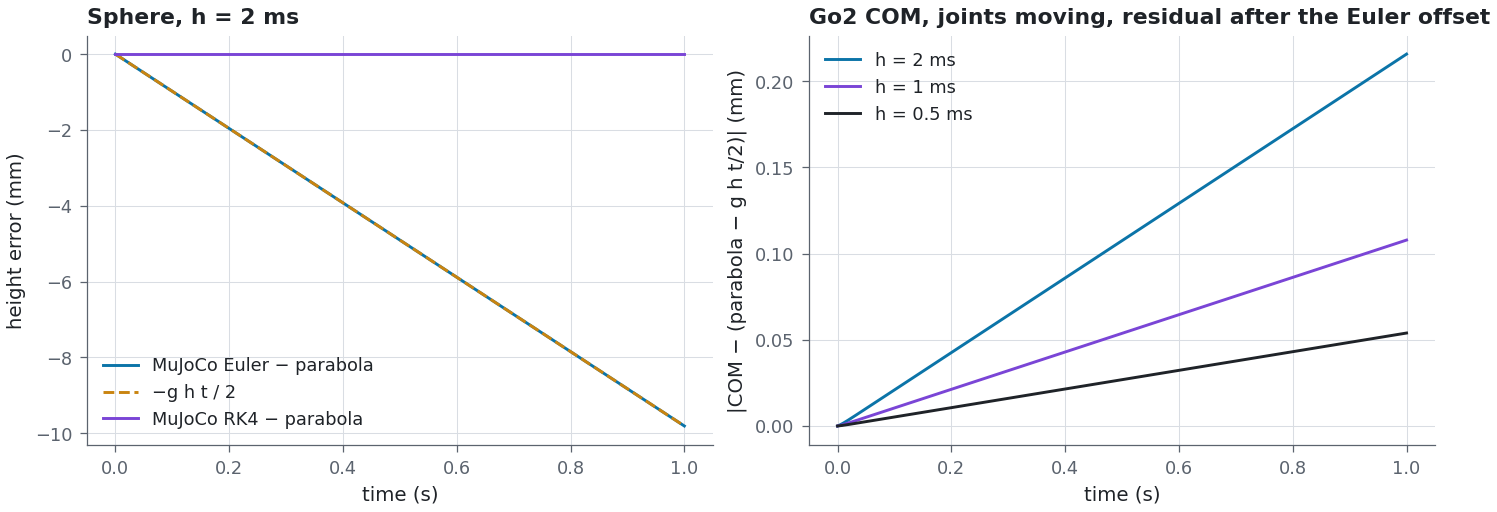 Sphere, h = 2 ms
height error (mm)
0
−2
−4
−6
−8
−10
MuJoCo Euler − parabola
−g h t / 2
MuJoCo RK4 − parabola
0.0
0.2
0.4
0.6
0.8
1.0
time (s)
Go2 COM, joints moving, residual after the Euler offset
|COM − (parabola − g h t/2)| (mm)
h = 2 ms
h = 1 ms
h = 0.5 ms
0.20
0.15
0.10
0.05
0.00
0.0
0.2
0.4
0.6
0.8
1.0
time (s)